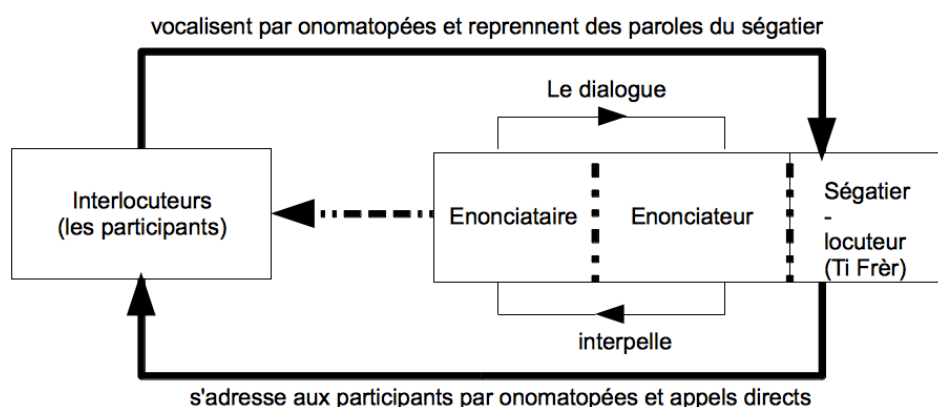 vocalisent par onomatopées et reprennent des paroles du ségatier
Le dialogue
Interlocuteurs
(les participants)
Enonciataire
Enonciateur
Ségatier
-
locuteur
(Ti Frèr)
interpelle
s'adresse aux participants par onomatopées et appels directs